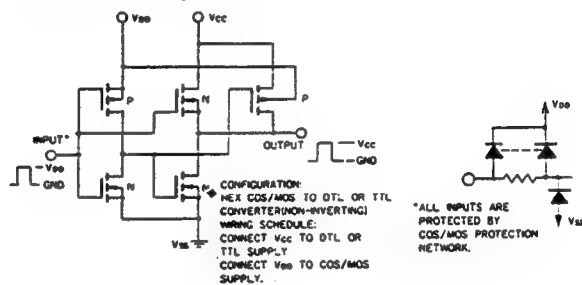 VDD VCC
P N P
INPUT* OUTPUT
VDD VCC
GND GND
N N
VSS
CONFIGURATION:
HEX COS/MOS TO DTL OR TTL
CONVERTER(NON-INVERTING)
WIRING SCHEDULE:
CONNECT VCC TO DTL OR
TTL SUPPLY
CONNECT VDD TO COS/MOS
SUPPLY.
VDD
*ALL INPUTS ARE
PROTECTED BY
COS/MOS PROTECTION
NETWORK.